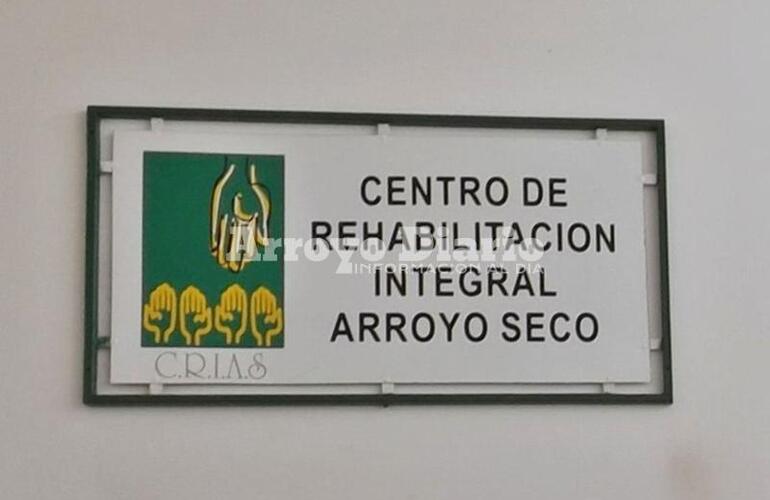 CENTRO DE
REHABILITACION
INTEGRAL
ARROYO SECO
C.R.I.A.S
Arroyo Diario
INFORMACION AL DIA